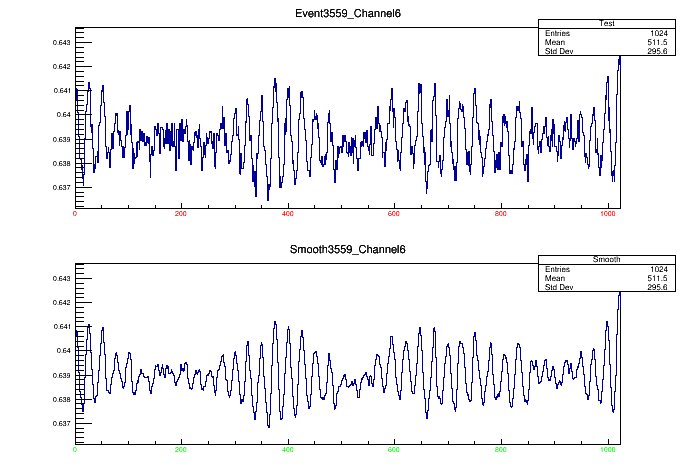 Event3559_Channel6
Test
Entries 1024
Mean 511.5
Std Dev 295.6
0.643
0.642
0.641
0.64
0.639
0.638
0.637
0 200 400 600 800 1000
Smooth3559_Channel6
Smooth
Entries 1024
Mean 511.5
Std Dev 295.6
0.643
0.642
0.641
0.64
0.639
0.638
0.637
0 200 400 600 800 1000